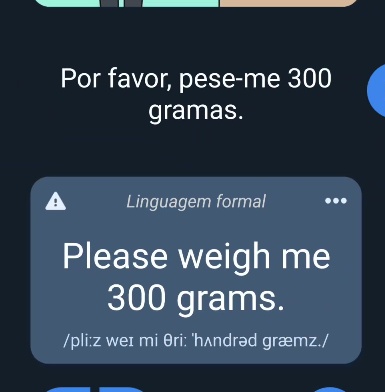 Por favor, pese-me 300
gramas.
Linguagem formal
Please weigh me
300 grams.
/pliːz weɪ mi θriː ˈhʌndrəd græmz./